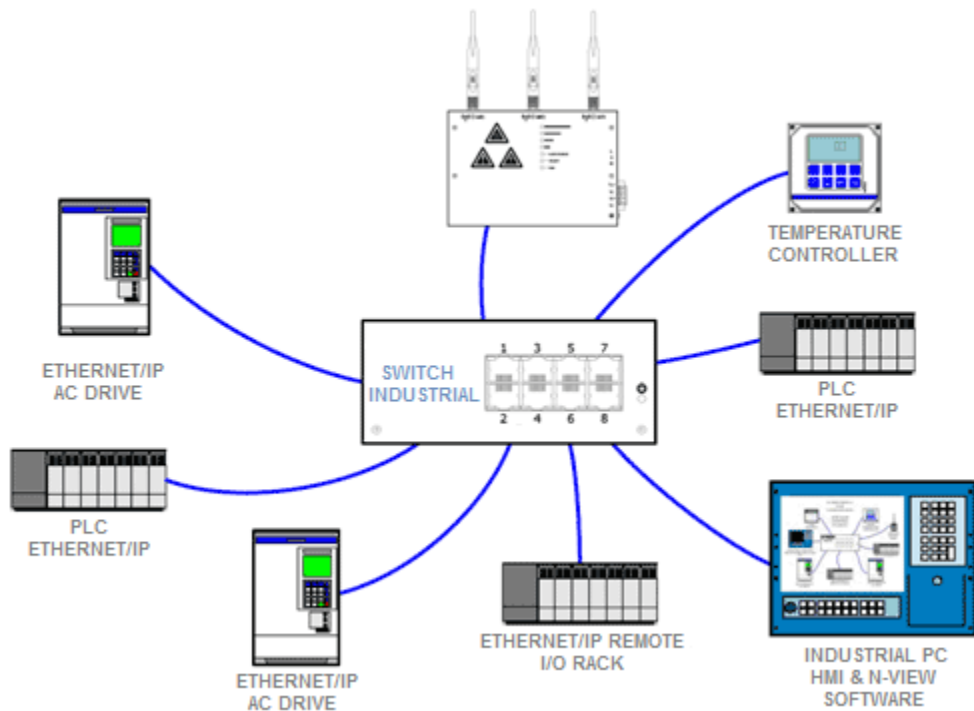 TEMPERATURE
CONTROLLER
ETHERNET/IP
AC DRIVE
1 3 5 7
SWITCH
INDUSTRIAL
2 4 6 8
PLC
ETHERNET/IP
PLC
ETHERNET/IP
ETHERNET/IP REMOTE
I/O RACK
INDUSTRIAL PC
HMI & N-VIEW
SOFTWARE
ETHERNET/IP
AC DRIVE